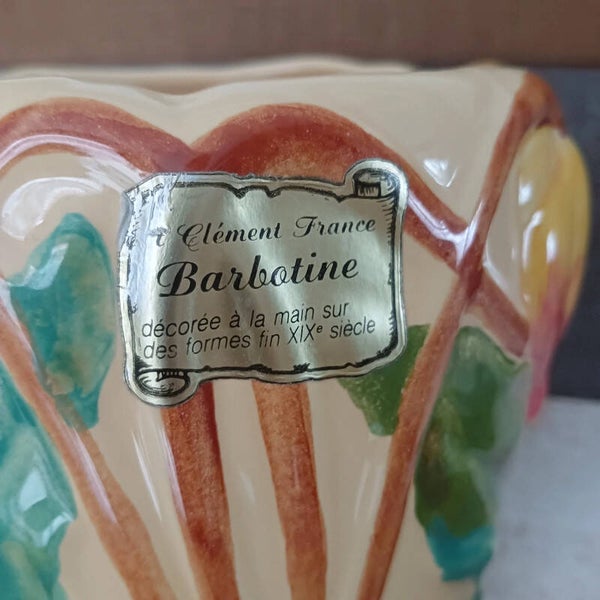 t Clément France
Barbotine
décorée à la main sur
des formes fin XIXe siècle